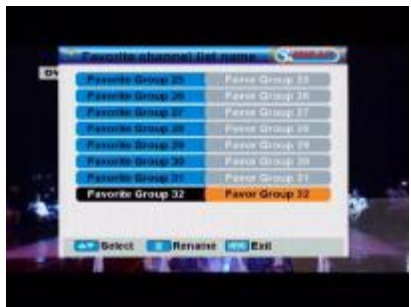 Favorite channel list name
DV
Favorite Group 25 Favor Group 25
Favorite Group 26 Favor Group 26
Favorite Group 27 Favor Group 27
Favorite Group 28 Favor Group 28
Favorite Group 29 Favor Group 29
Favorite Group 30 Favor Group 30
Favorite Group 31 Favor Group 31
Favorite Group 32 Favor Group 32
Select Rename Exit